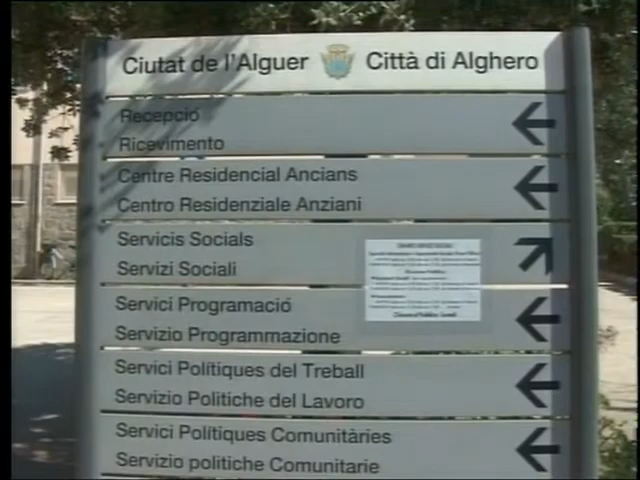 Ciutat de l'Alguer Città di Alghero
Recepció
Ricevimento
Centre Residencial Ancians
Centro Residenziale Anziani
Servicis Socials
Servizi Sociali
Servici Programació
Servizio Programmazione
Servici Polítiques del Treball
Servizio Politiche del Lavoro
Servici Polítiques Comunitàries
Servizio politiche Comunitarie